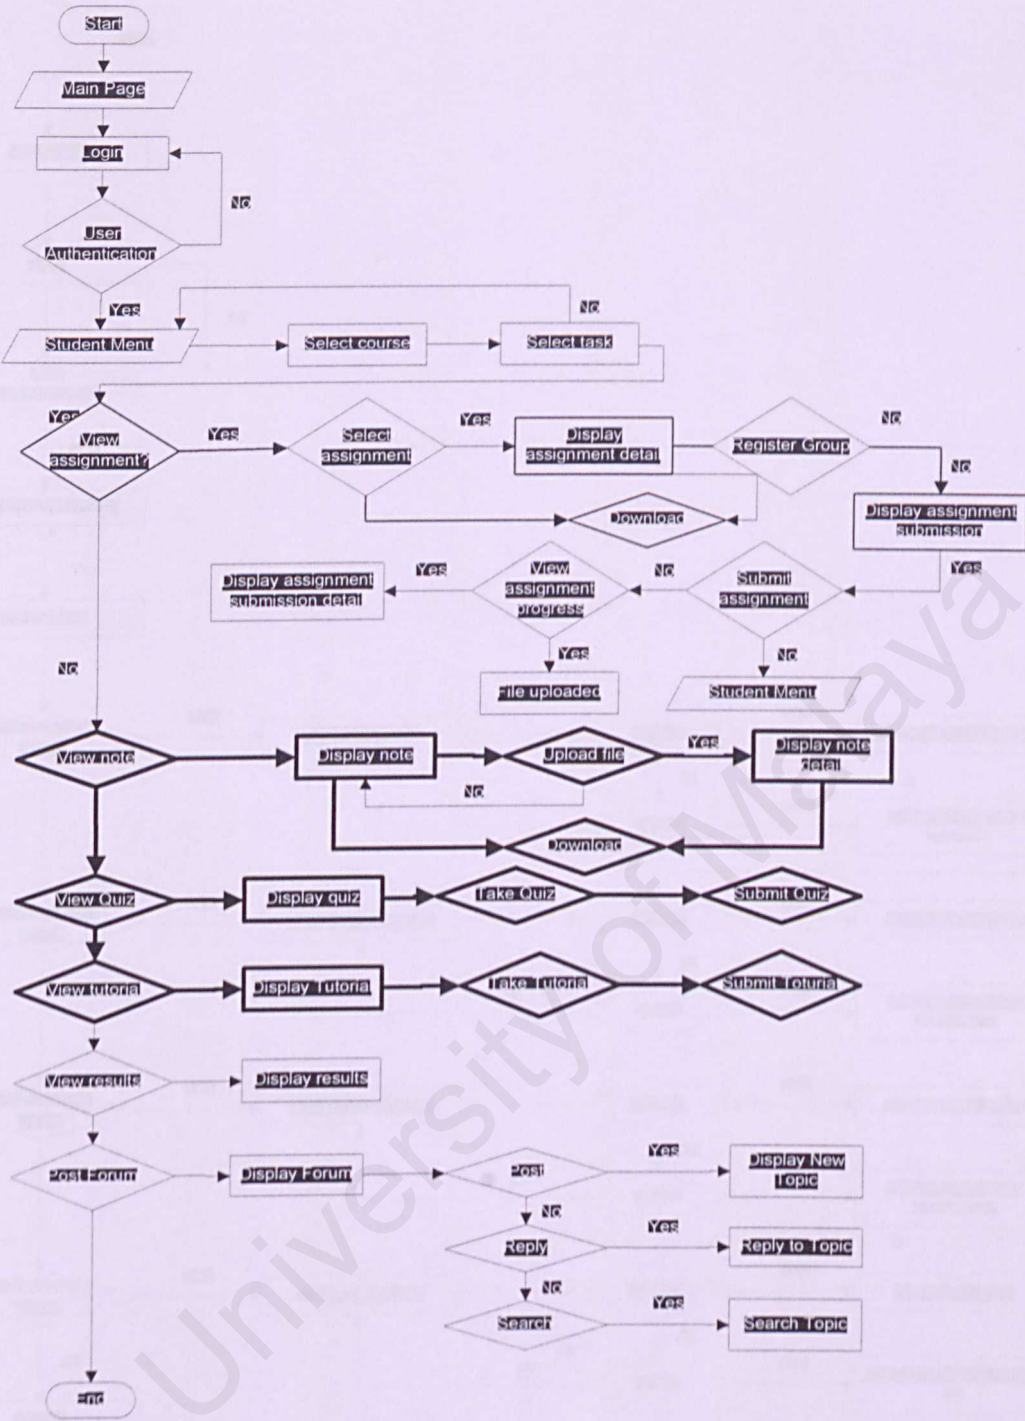 Start
Main Page
Login
No
User
Authentication
Yes
No
Student Menu
Select course
Select task
Yes
View
assignment?
Yes
Select
assignment
Yes
Display
assignment detail
Register Group
No
No
Download
Display assignment
submission
Display assignment
submission detail
Yes
View
assignment
progress
No
Submit
assignment
Yes
No
Yes
No
File uploaded
Student Menu
View note
Display note
Upload file
Yes
Display note
detail
No
Download
View Quiz
Display quiz
Take Quiz
Submit Quiz
View tutorial
Display Tutorial
Take Tutorial
Submit Toturial
View results
Display results
Post Forum
Display Forum
Post
Yes
Display New
Topic
No
Reply
Yes
Reply to Topic
No
Search
Yes
Search Topic
End
University of Malaya